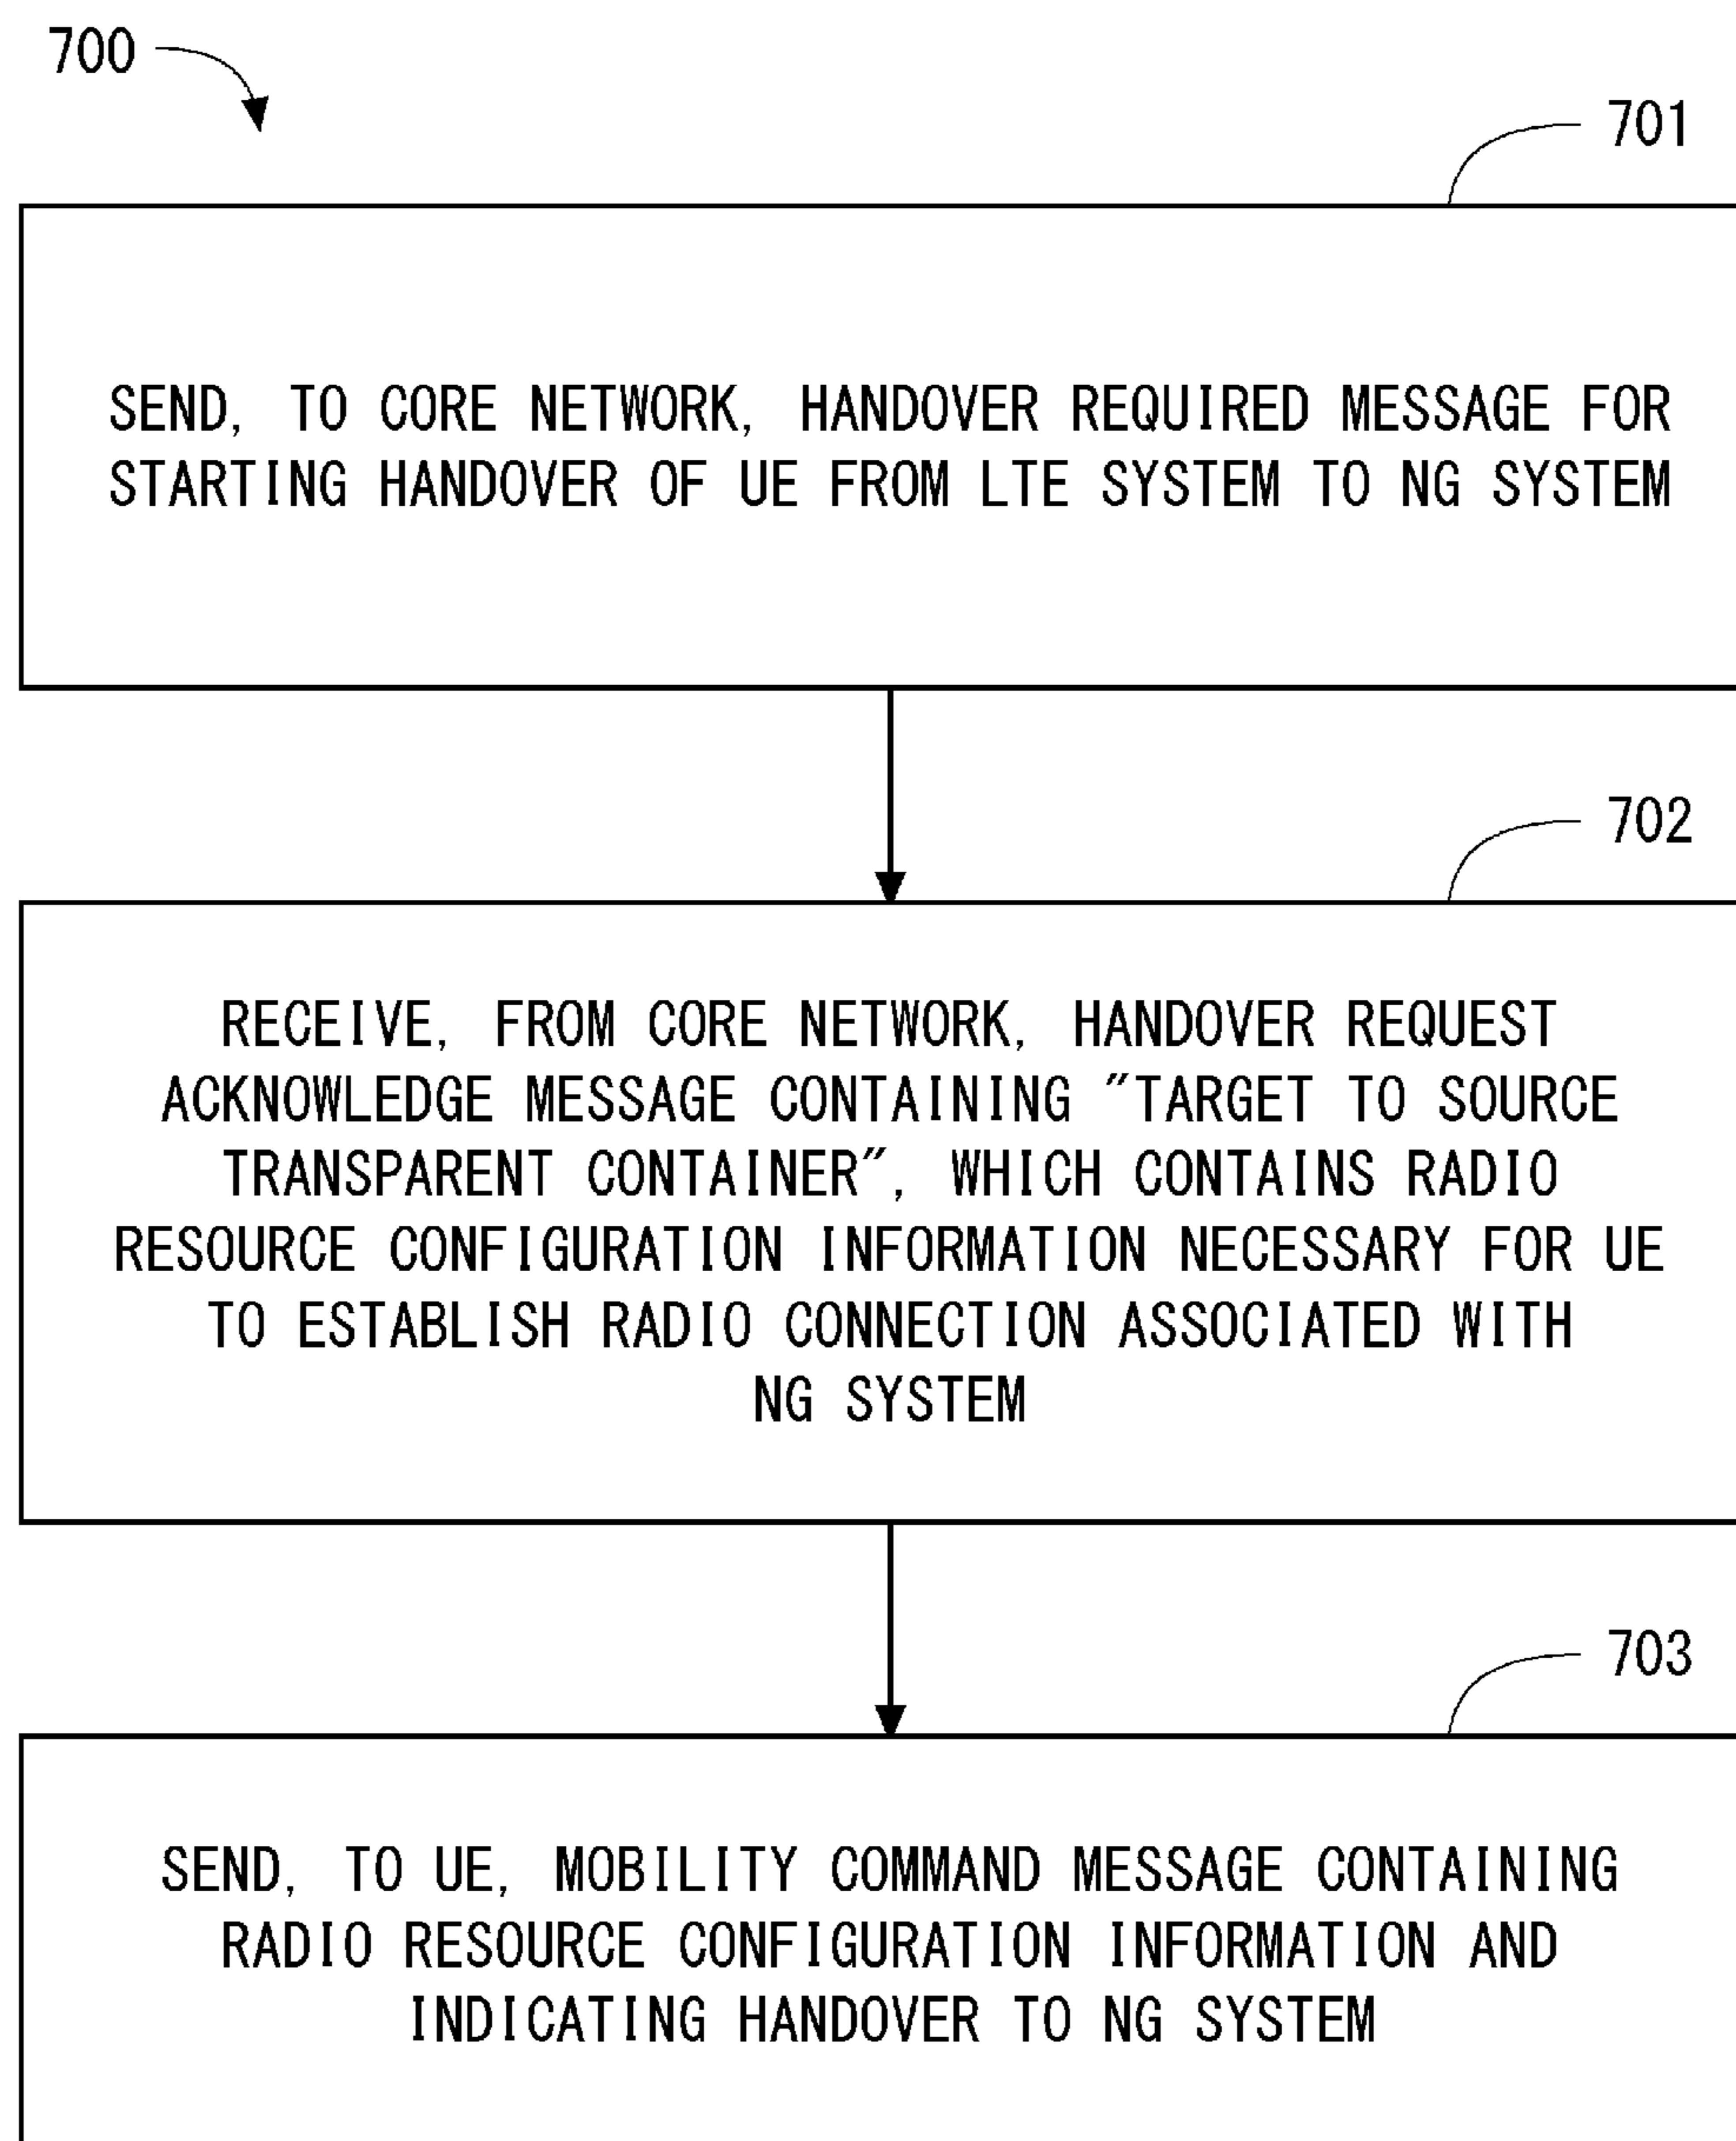 700
701
SEND, TO CORE NETWORK, HANDOVER REQUIRED MESSAGE FOR
STARTING HANDOVER OF UE FROM LTE SYSTEM TO NG SYSTEM
702
RECEIVE, FROM CORE NETWORK, HANDOVER REQUEST
ACKNOWLEDGE MESSAGE CONTAINING "TARGET TO SOURCE
TRANSPARENT CONTAINER", WHICH CONTAINS RADIO
RESOURCE CONFIGURATION INFORMATION NECESSARY FOR UE
TO ESTABLISH RADIO CONNECTION ASSOCIATED WITH
NG SYSTEM
703
SEND, TO UE, MOBILITY COMMAND MESSAGE CONTAINING
RADIO RESOURCE CONFIGURATION INFORMATION AND
INDICATING HANDOVER TO NG SYSTEM